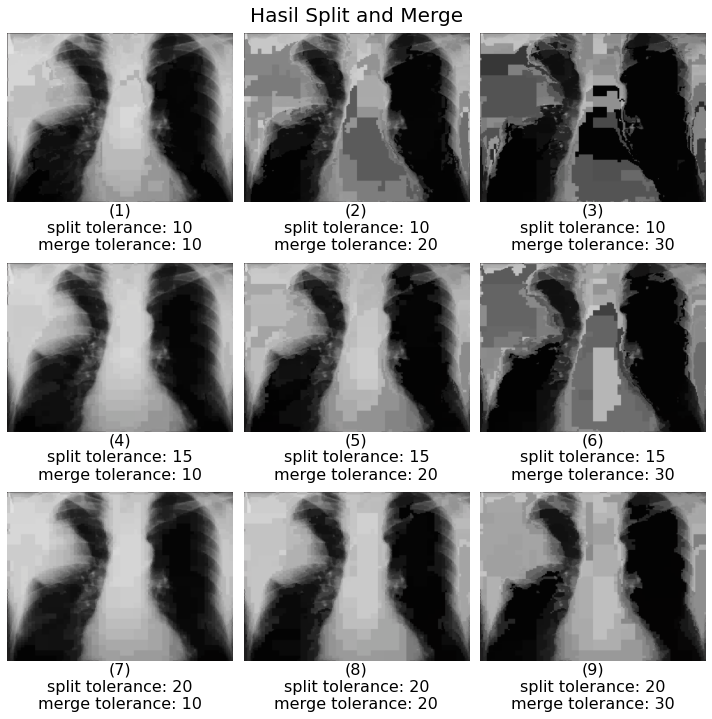 Hasil Split and Merge
(1)
split tolerance: 10
merge tolerance: 10
(2)
split tolerance: 10
merge tolerance: 20
(3)
split tolerance: 10
merge tolerance: 30
(4)
split tolerance: 15
merge tolerance: 10
(5)
split tolerance: 15
merge tolerance: 20
(6)
split tolerance: 15
merge tolerance: 30
(7)
split tolerance: 20
merge tolerance: 10
(8)
split tolerance: 20
merge tolerance: 20
(9)
split tolerance: 20
merge tolerance: 30